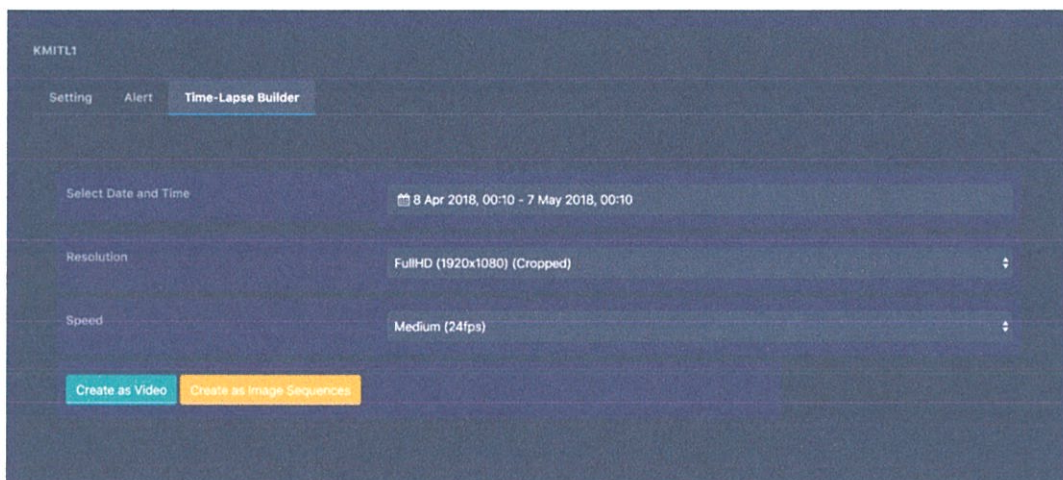 KMITL1
Setting Alert Time-Lapse Builder
Select Date and Time
8 Apr 2018, 00:10 - 7 May 2018, 00:10
Resolution
FullHD (1920x1080) (Cropped)
Speed
Medium (24fps)
Create as Video Create as Image Sequences